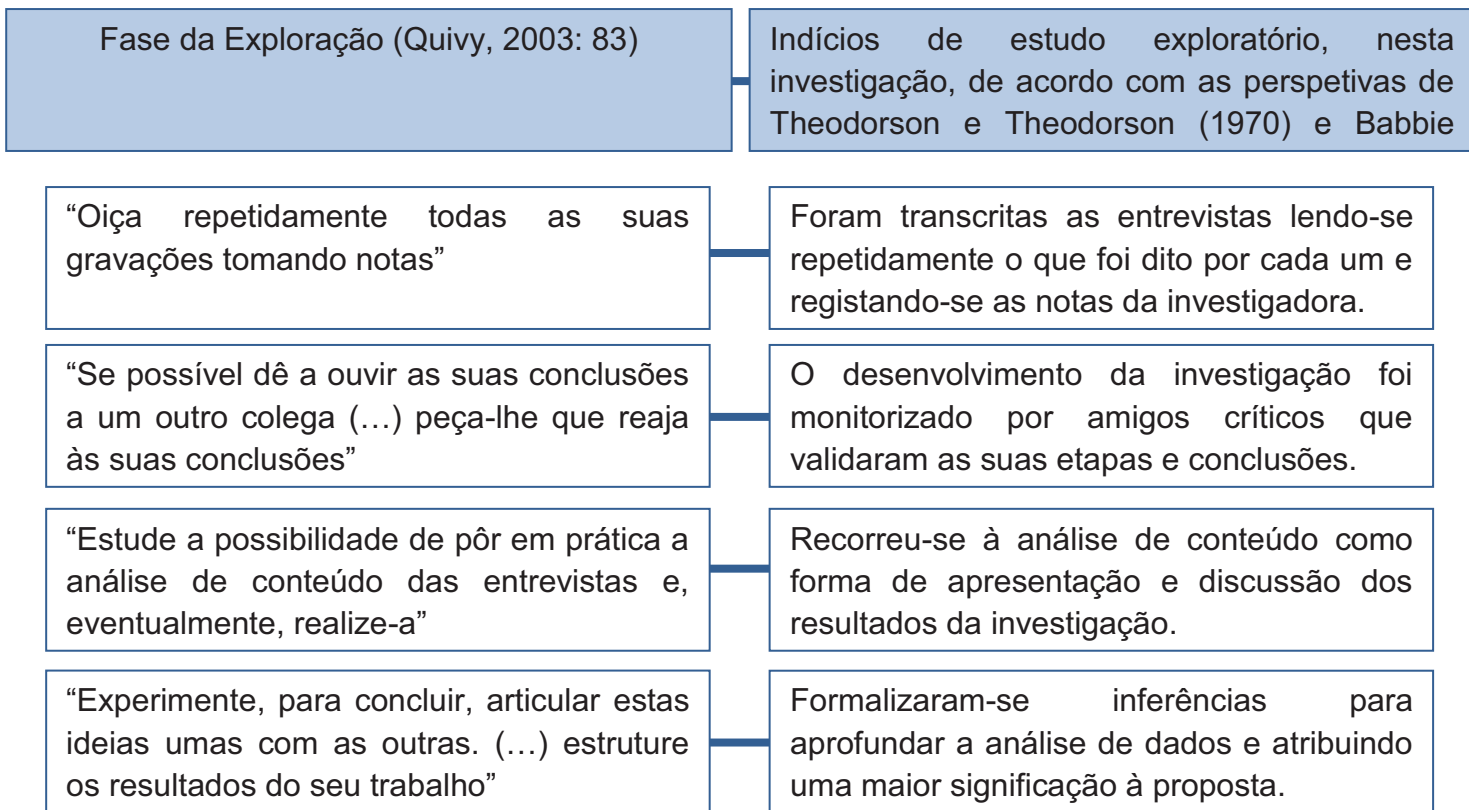 Fase da Exploração (Quivy, 2003: 83)
Indícios de estudo exploratório, nesta
investigação, de acordo com as perspetivas de
Theodorson e Theodorson (1970) e Babbie
“Oiça repetidamente todas as suas
gravações tomando notas”
Foram transcritas as entrevistas lendo-se
repetidamente o que foi dito por cada um e
registando-se as notas da investigadora.
“Se possível dê a ouvir as suas conclusões
a um outro colega (…) peça-lhe que reaja
às suas conclusões”
O desenvolvimento da investigação foi
monitorizado por amigos críticos que
validaram as suas etapas e conclusões.
“Estude a possibilidade de pôr em prática a
análise de conteúdo das entrevistas e,
eventualmente, realize-a”
Recorreu-se à análise de conteúdo como
forma de apresentação e discussão dos
resultados da investigação.
“Experimente, para concluir, articular estas
ideias umas com as outras. (…) estruture
os resultados do seu trabalho”
Formalizaram-se inferências para
aprofundar a análise de dados e atribuindo
uma maior significação à proposta.